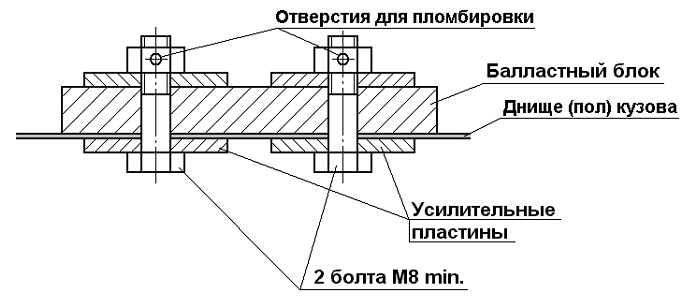 Отверстия для пломбировки
Балластный блок
Днище (пол) кузова
Усилительные
пластины
2 болта М8 min.